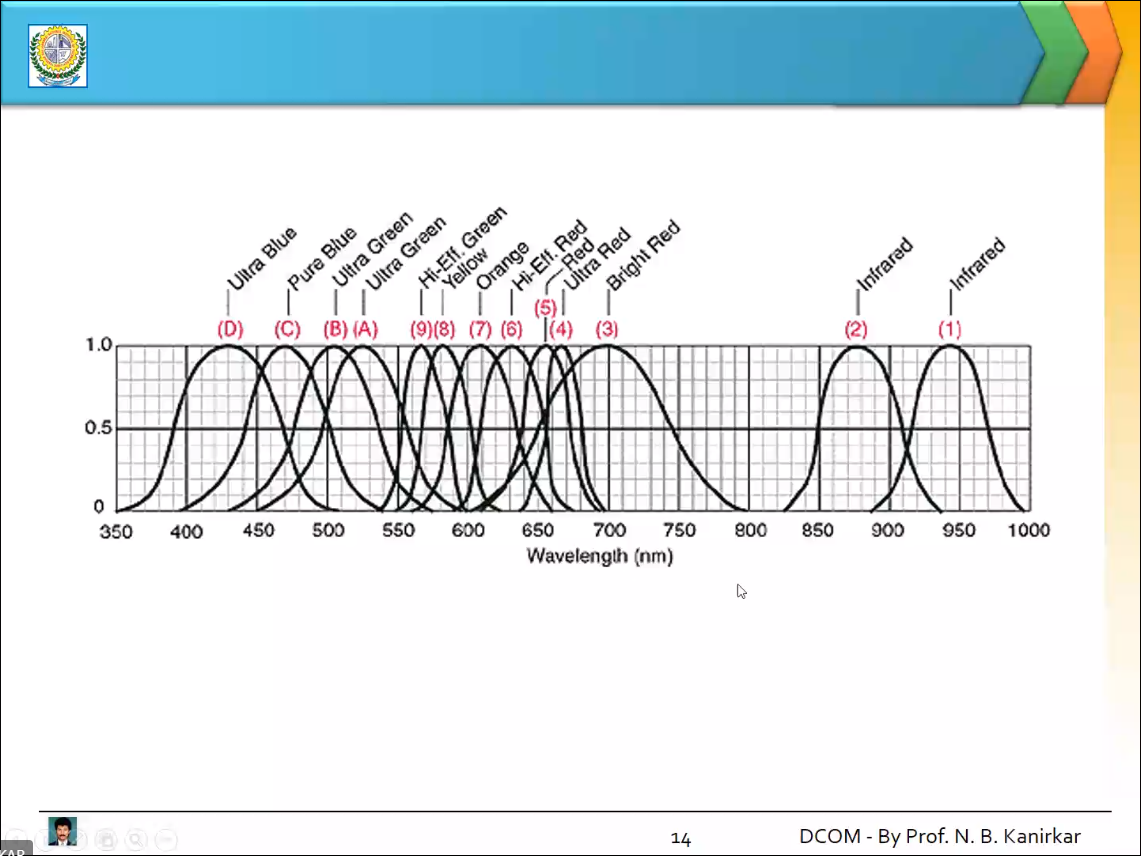 Ultra Blue
Pure Blue
Ultra Green
Ultra Green
Hi-Eff. Green
Yellow
Orange
Hi-Eff. Red
Red
Ultra Red
Bright Red
Infrared
Infrared
(D) (C) (B) (A) (9) (8) (7) (6) (5) (4) (3) (2) (1)
1.0
0.5
0
350 400 450 500 550 600 650 700 750 800 850 900 950 1000
Wavelength (nm)
14
DCOM - By Prof. N. B. Kanirkar
KAR